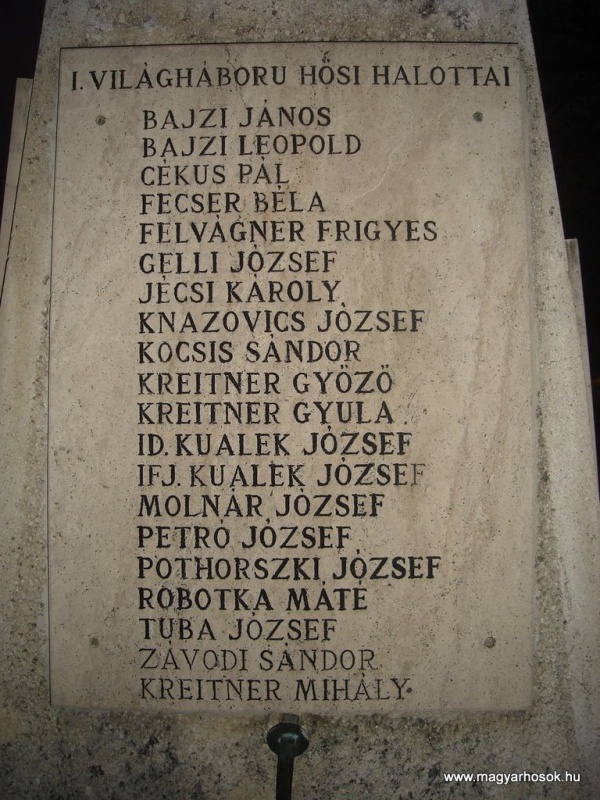 I. VILÁGHÁBORU HŐSI HALOTTAI
BAJZI JÁNOS
BAJZI LEOPOLD
CÉKUS PÁL
FECSER BÉLA
FELVÁGNER FRIGYES
GELLI JÓZSEF
JÉCSI KÁROLY
KNAZOVICS JÓZSEF
KOCSIS SÁNDOR
KREITNER GYŐZŐ
KREITNER GYULA
ID. KUALEK JÓZSEF
IFJ. KUALEK JÓZSEF
MOLNÁR JÓZSEF
PETRÓ JÓZSEF
POTHORSZKI JÓZSEF
ROBOTKA MÁTÉ
TUBA JÓZSEF
ZÁVODI SÁNDOR
KREITNER MIHÁLY
www.magyarhosok.hu